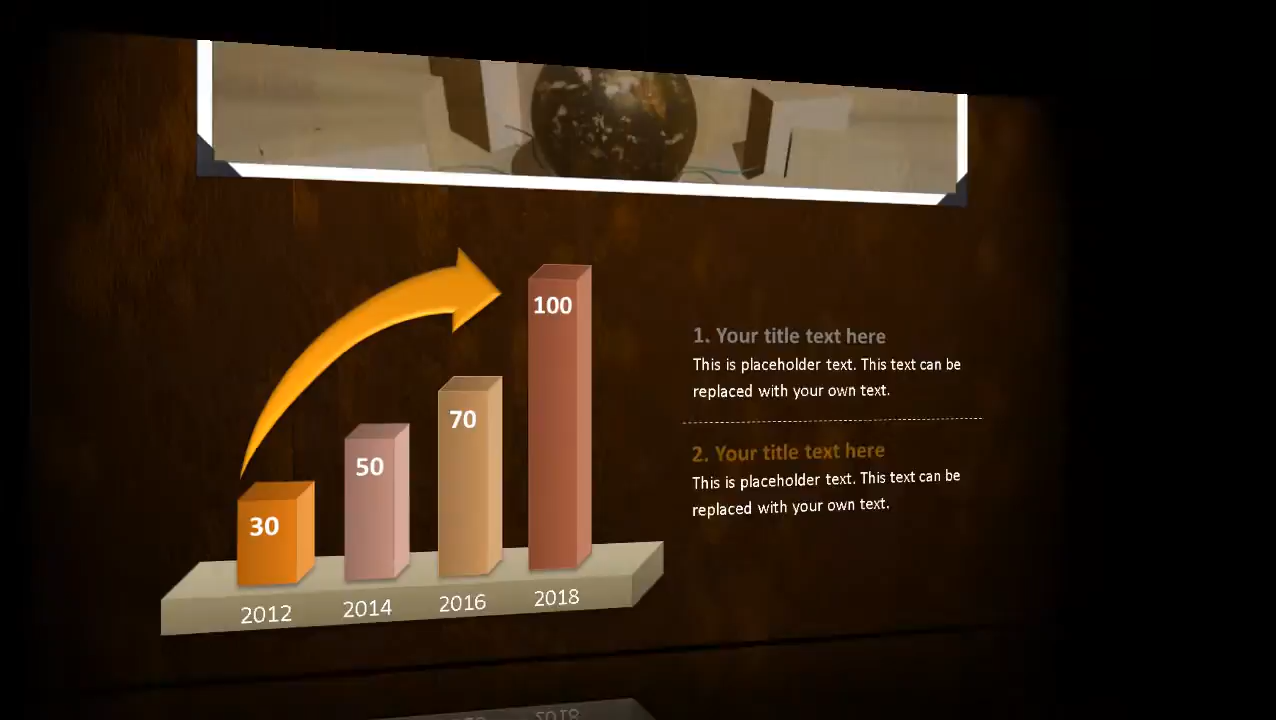 100
70
50
30
2012 2014 2016 2018
1. Your title text here
This is placeholder text. This text can be
replaced with your own text.
2. Your title text here
This is placeholder text. This text can be
replaced with your own text.
2018